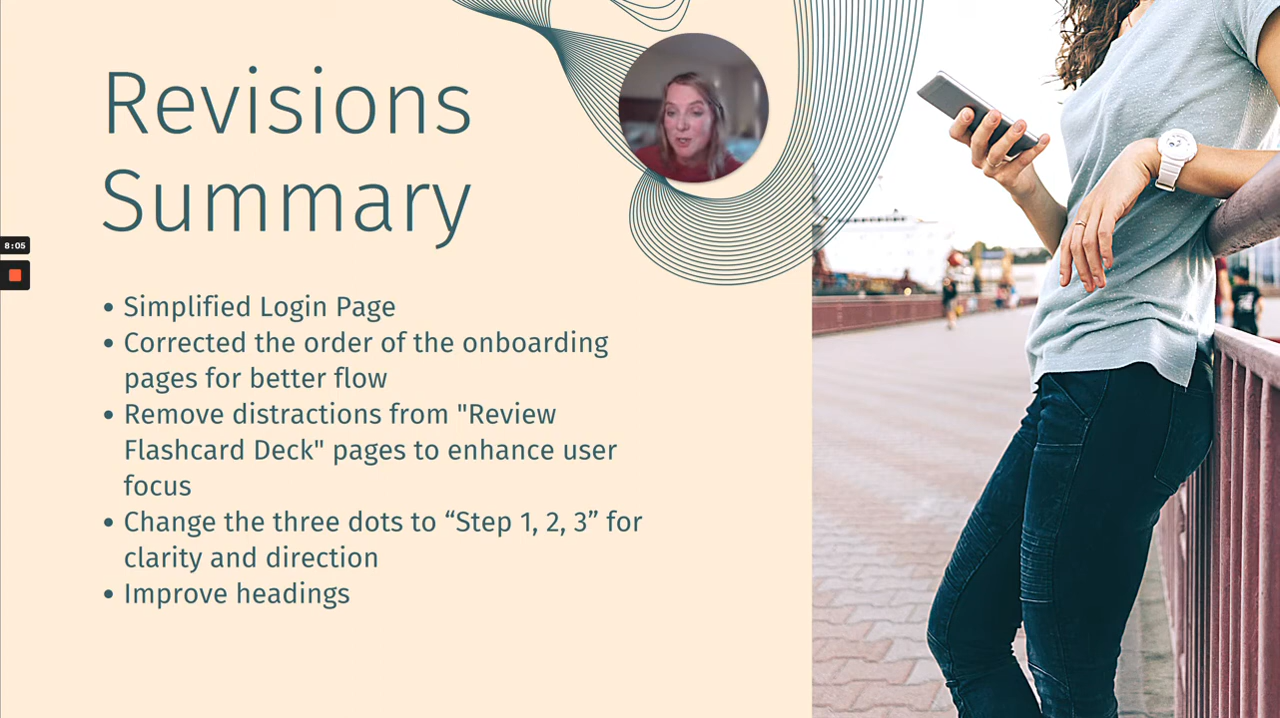 Revisions
Summary
8:05
• Simplified Login Page
• Corrected the order of the onboarding
pages for better flow
• Remove distractions from "Review
Flashcard Deck" pages to enhance user
focus
• Change the three dots to “Step 1, 2, 3” for
clarity and direction
• Improve headings